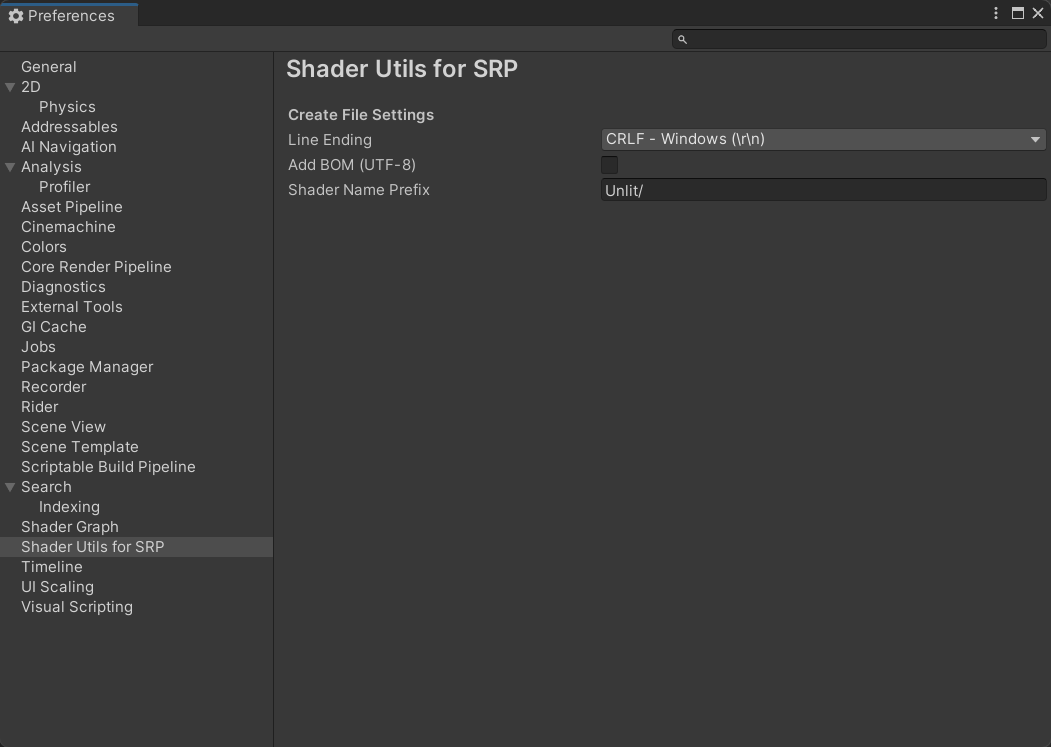 Preferences
General
2D
Physics
Addressables
AI Navigation
Analysis
Profiler
Asset Pipeline
Cinemachine
Colors
Core Render Pipeline
Diagnostics
External Tools
GI Cache
Jobs
Package Manager
Recorder
Rider
Scene View
Scene Template
Scriptable Build Pipeline
Search
Indexing
Shader Graph
Shader Utils for SRP
Timeline
UI Scaling
Visual Scripting
Shader Utils for SRP
Create File Settings
Line Ending CRLF - Windows (\r\n)
Add BOM (UTF-8)
Shader Name Prefix Unlit/